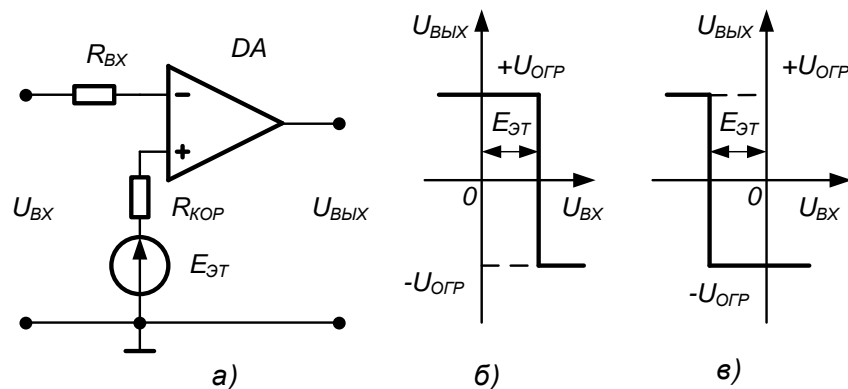 R_ВХ
DA
−
+
U_ВХ
R_КОР
U_ВЫХ
E_ЭТ
а)
U_ВЫХ
+U_ОГР
E_ЭТ
0
U_ВХ
-U_ОГР
б)
U_ВЫХ
+U_ОГР
E_ЭТ
0
U_ВХ
-U_ОГР
в)